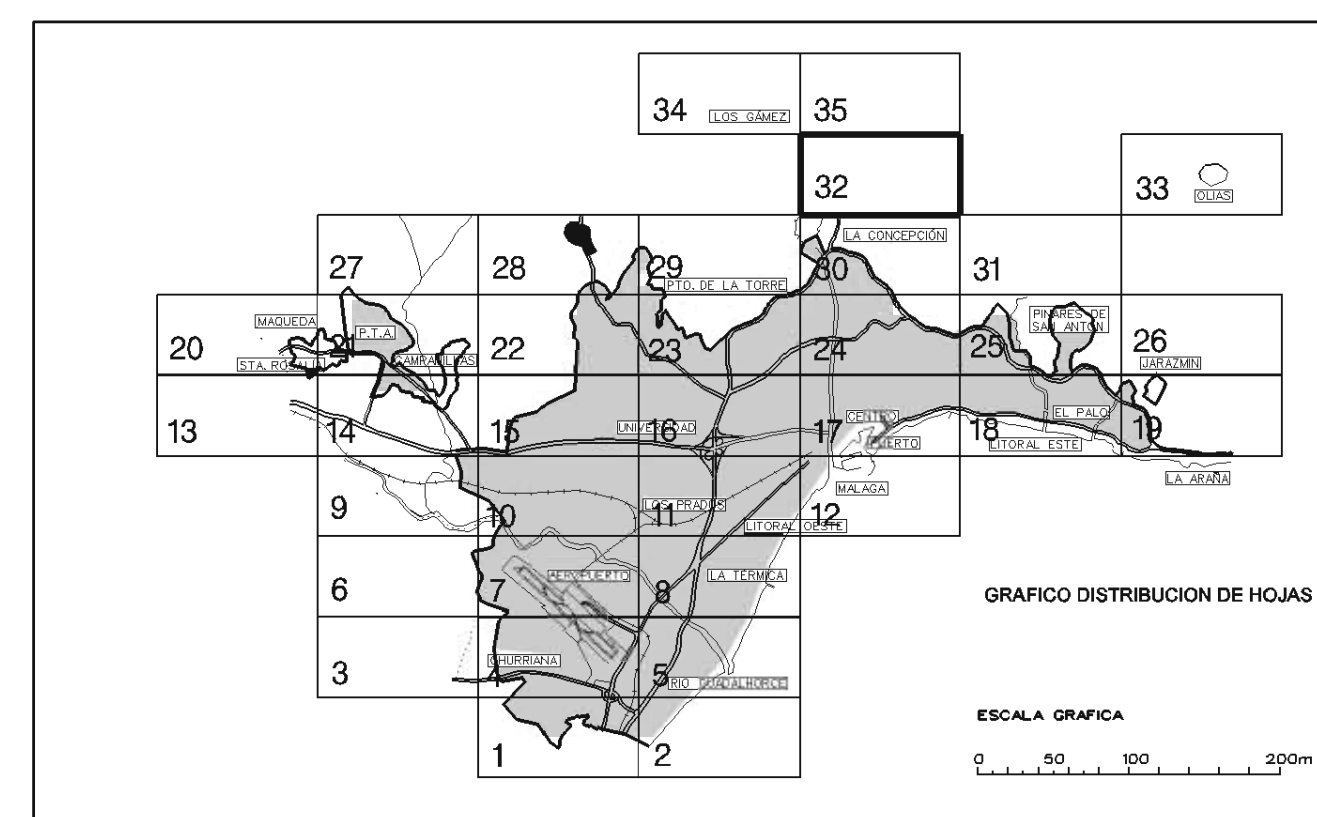 34 LOS GÁMEZ 35
32 33
OLIAS
LA CONCEPCIÓN
27 28 29 30 31
PTO. DE LA TORRE
MAQUEDA
P.T.A.
PINARES DE
SAN ANTON
20 22 23 24 25 26
STA. ROSALIA CAMPANILLAS JARAZMIN
CENTRO EL PALO
13 14 15 UNIVERSIDAD 16 17 18 19
PUERTO LITORAL ESTE
LA ARAÑA
MALAGA
9 10 LOS PRADOS 11 12
LITORAL OESTE
AEROPUERTO LA TÉRMICA
6 7 8
GRAFICO DISTRIBUCION DE HOJAS
CHURRIANA
3 5 RIO GUADALHORCE
ESCALA GRAFICA
1 2
0 50 100 200m